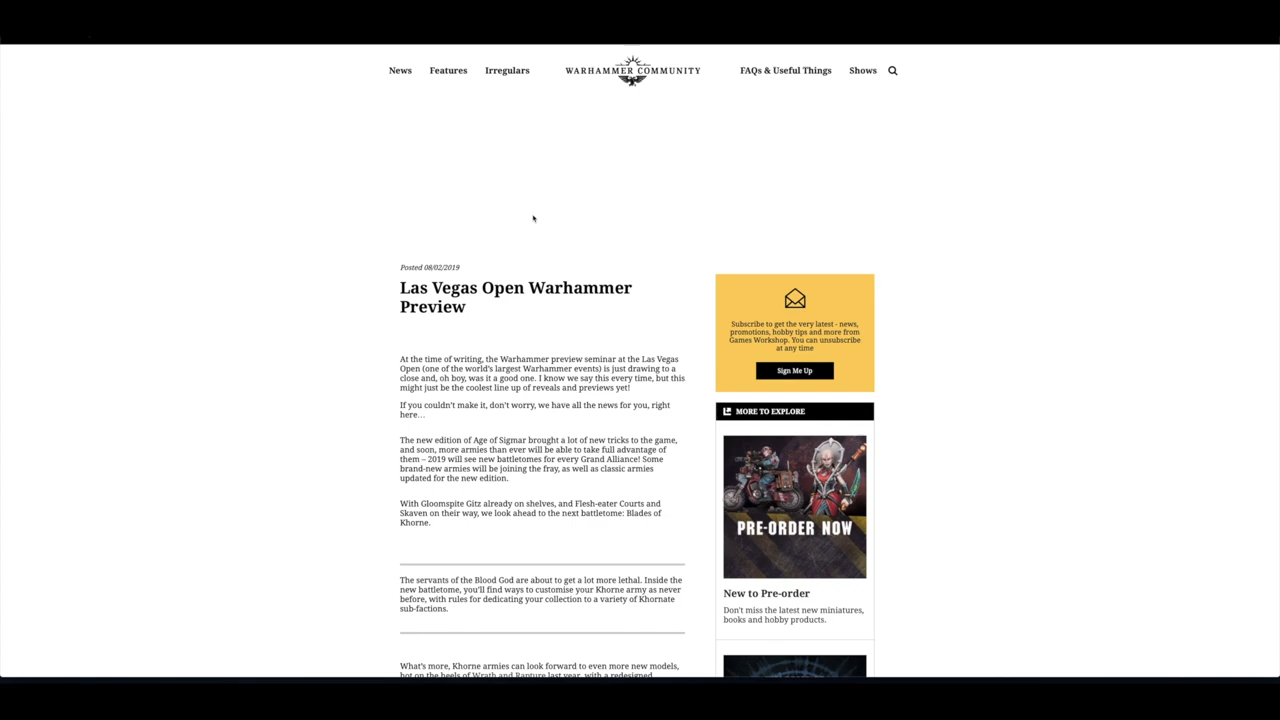 News Features Irregulars WARHAMMER COMMUNITY FAQs & Useful Things Shows
Posted 08/02/2019
Las Vegas Open Warhammer
Preview
At the time of writing, the Warhammer preview seminar at the Las Vegas
Open (one of the world's largest Warhammer events) is just drawing to a
close and, oh boy, was it a good one. I know we say this every time, but this
might just be the coolest line up of reveals and previews yet!
If you couldn't make it, don't worry, we have all the news for you, right
here…
The new edition of Age of Sigmar brought a lot of new tricks to the game,
and soon, more armies than ever will be able to take full advantage of
them – 2019 will see new battletomes for every Grand Alliance! Some
brand-new armies will be joining the fray, as well as classic armies
updated for the new edition.
With Gloomspite Gitz already on shelves, and Flesh-eater Courts and
Skaven on their way, we look ahead to the next battletome: Blades of
Khorne.
The servants of the Blood God are about to get a lot more lethal. Inside the
new battletome, you'll find ways to customise your Khorne army as never
before, with rules for dedicating your collection to a variety of Khornate
sub-factions.
What's more, Khorne armies can look forward to even more new models,
hot on the heels of Wrath and Rapture last year, with a redesigned
Subscribe to get the very latest - news,
promotions, hobby tips and more from
Games Workshop. You can unsubscribe
at any time
Sign Me Up
MORE TO EXPLORE
PRE-ORDER NOW
New to Pre-order
Don't miss the latest new miniatures,
books and hobby products.